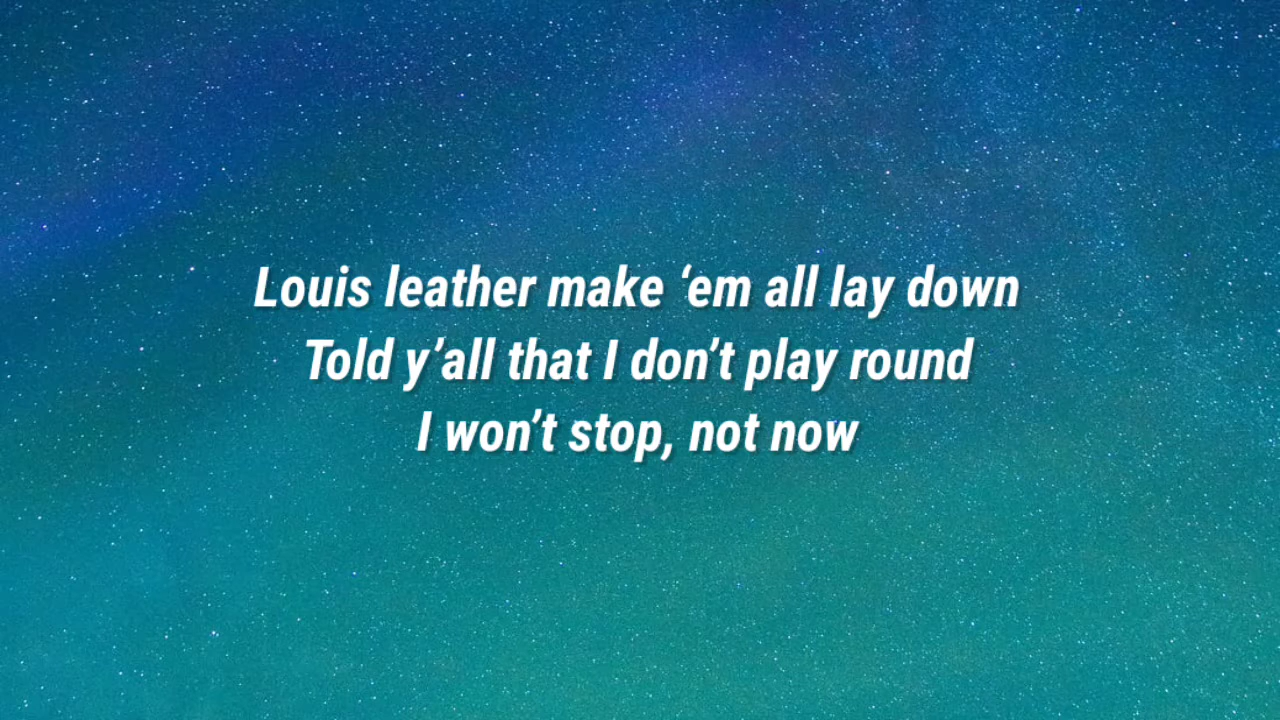 Louis leather make ‘em all lay down
Told y’all that I don’t play round
I won’t stop, not now